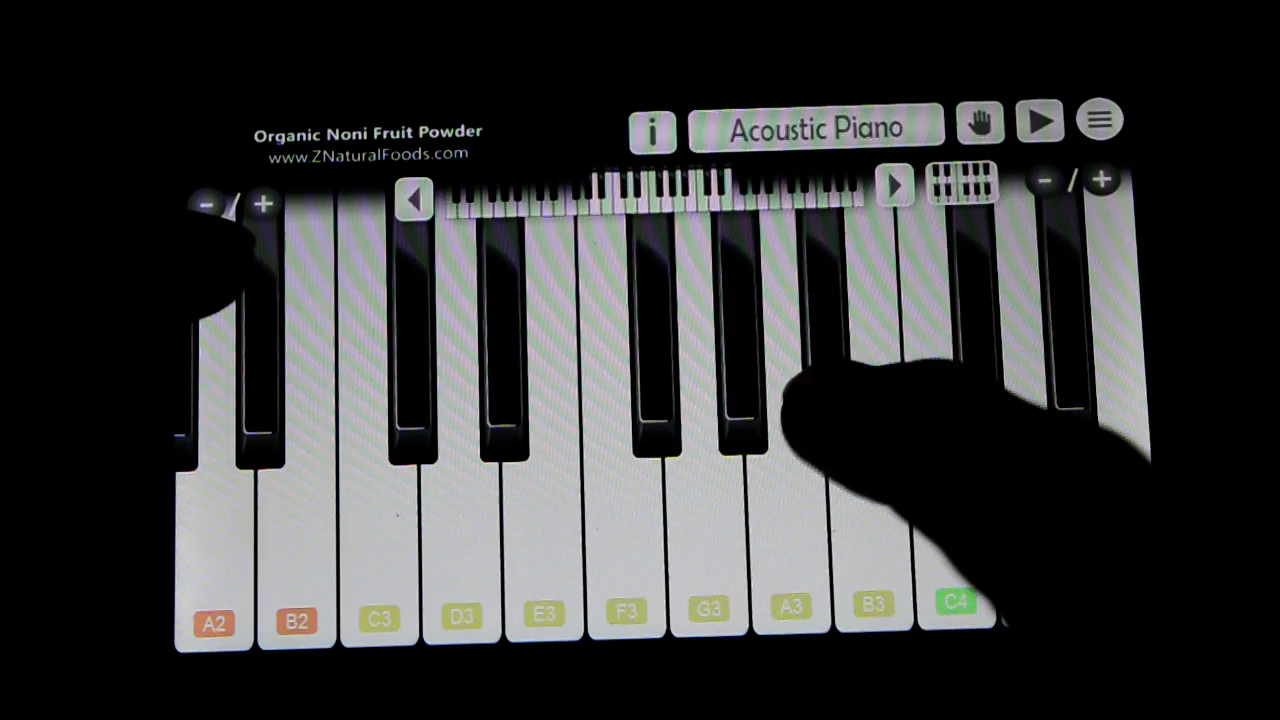 Organic Noni Fruit Powder
www.ZNaturalFoods.com
i
Acoustic Piano
- / +
- / +
A2 B2 C3 D3 E3 F3 G3 A3 B3 C4